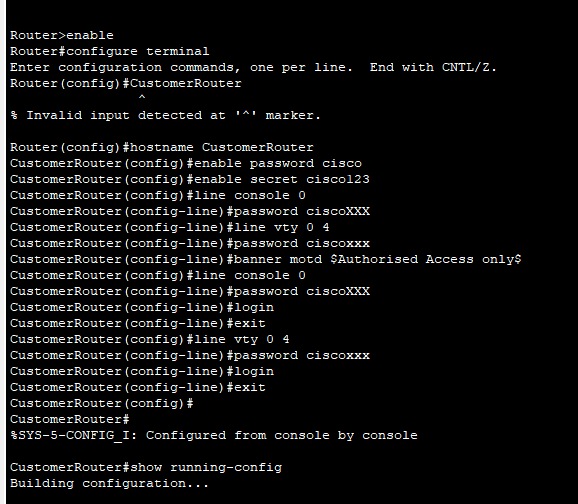 Router>enable
Router#configure terminal
Enter configuration commands, one per line.  End with CNTL/Z.
Router(config)#CustomerRouter
^
% Invalid input detected at '^' marker.
Router(config)#hostname CustomerRouter
CustomerRouter(config)#enable password cisco
CustomerRouter(config)#enable secret cisco123
CustomerRouter(config)#line console 0
CustomerRouter(config-line)#password ciscoXXX
CustomerRouter(config-line)#line vty 0 4
CustomerRouter(config-line)#password ciscoxxx
CustomerRouter(config-line)#banner motd $Authorised Access only$
CustomerRouter(config)#line console 0
CustomerRouter(config-line)#password ciscoXXX
CustomerRouter(config-line)#login
CustomerRouter(config-line)#exit
CustomerRouter(config)#line vty 0 4
CustomerRouter(config-line)#password ciscoxxx
CustomerRouter(config-line)#login
CustomerRouter(config-line)#exit
CustomerRouter(config)#
CustomerRouter#
%SYS-5-CONFIG_I: Configured from console by console
CustomerRouter#show running-config
Building configuration...